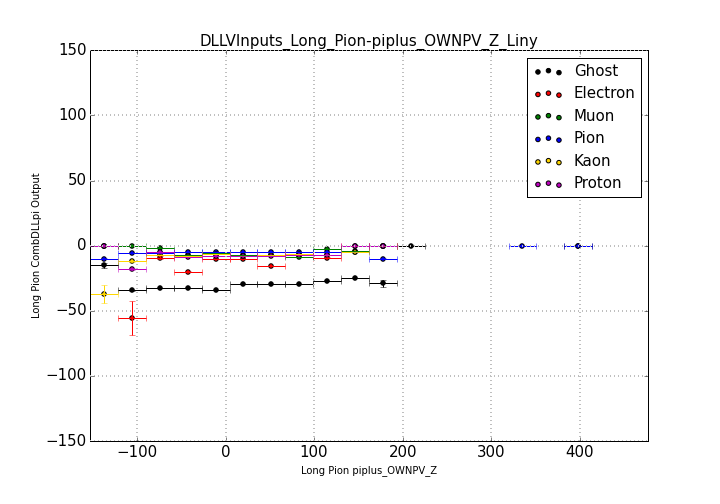 DLLVInputs_Long_Pion-piplus_OWNPV_Z_Liny
150
100
50
0
−50
−100
−150
Long Pion CombDLLpi Output
Ghost
Electron
Muon
Pion
Kaon
Proton
−100 0 100 200 300 400
Long Pion piplus_OWNPV_Z